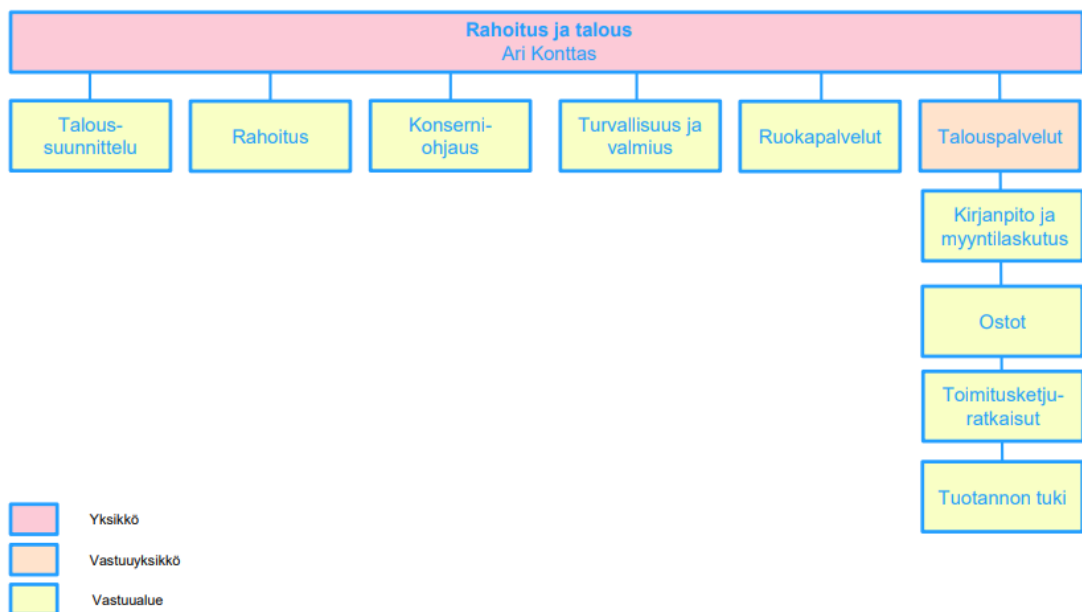 Rahoitus ja talous
Ari Konttas
Talous-
suunnittelu
Rahoitus
Konserni-
ohjaus
Turvallisuus ja
valmius
Ruokapalvelut
Talouspalvelut
Kirjanpito ja
myyntilaskutus
Ostot
Toimitusketju-
ratkaisut
Tuotannon tuki
Yksikkö
Vastuuyksikkö
Vastuualue